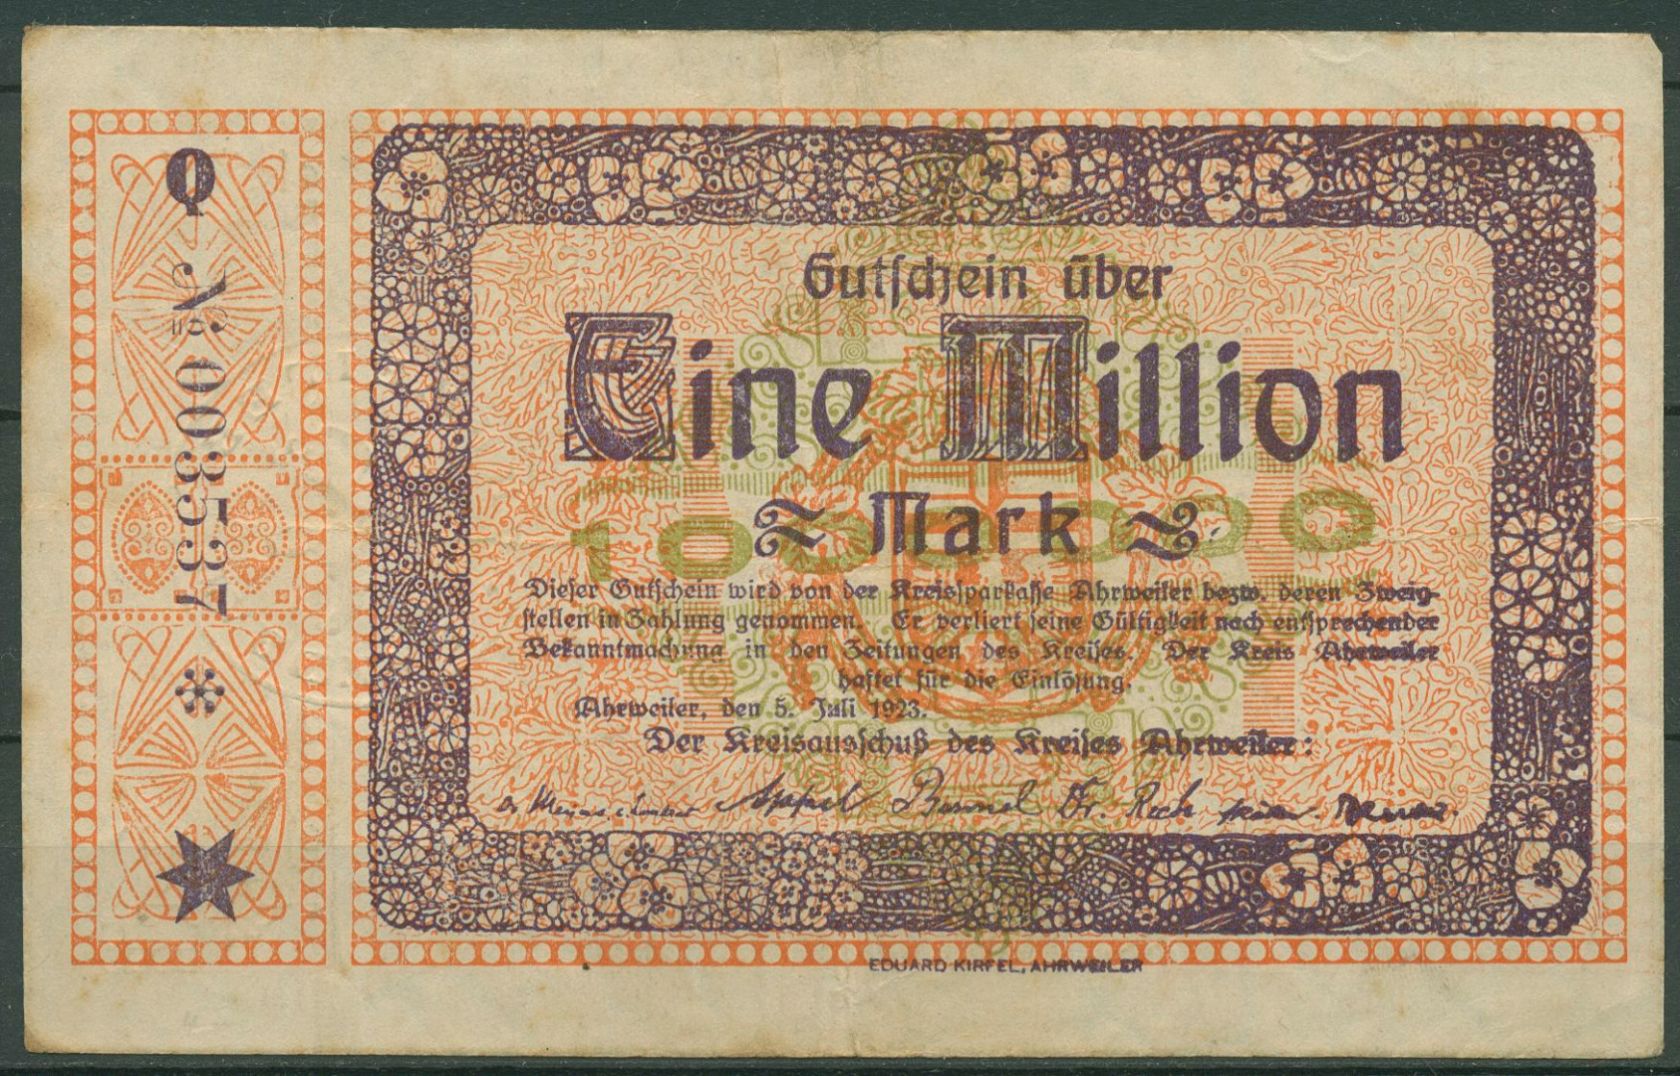 Q № 003537
Gutschein über
Eine Million
Mark
1000000
Dieser Gutschein wird von der Kreissparkasse Ahrweiler bezw. deren Zweig-
stellen in Zahlung genommen. Er verliert seine Gültigkeit nach entsprechender
Bekanntmachung in den Zeitungen des Kreises. Der Kreis Ahrweiler
haftet für die Einlösung.
Ahrweiler, den 5. Juli 1923.
Der Kreisausschuß des Kreises Ahrweiler:
Dr. 
EDUARD KIRFEL, AHRWEILER